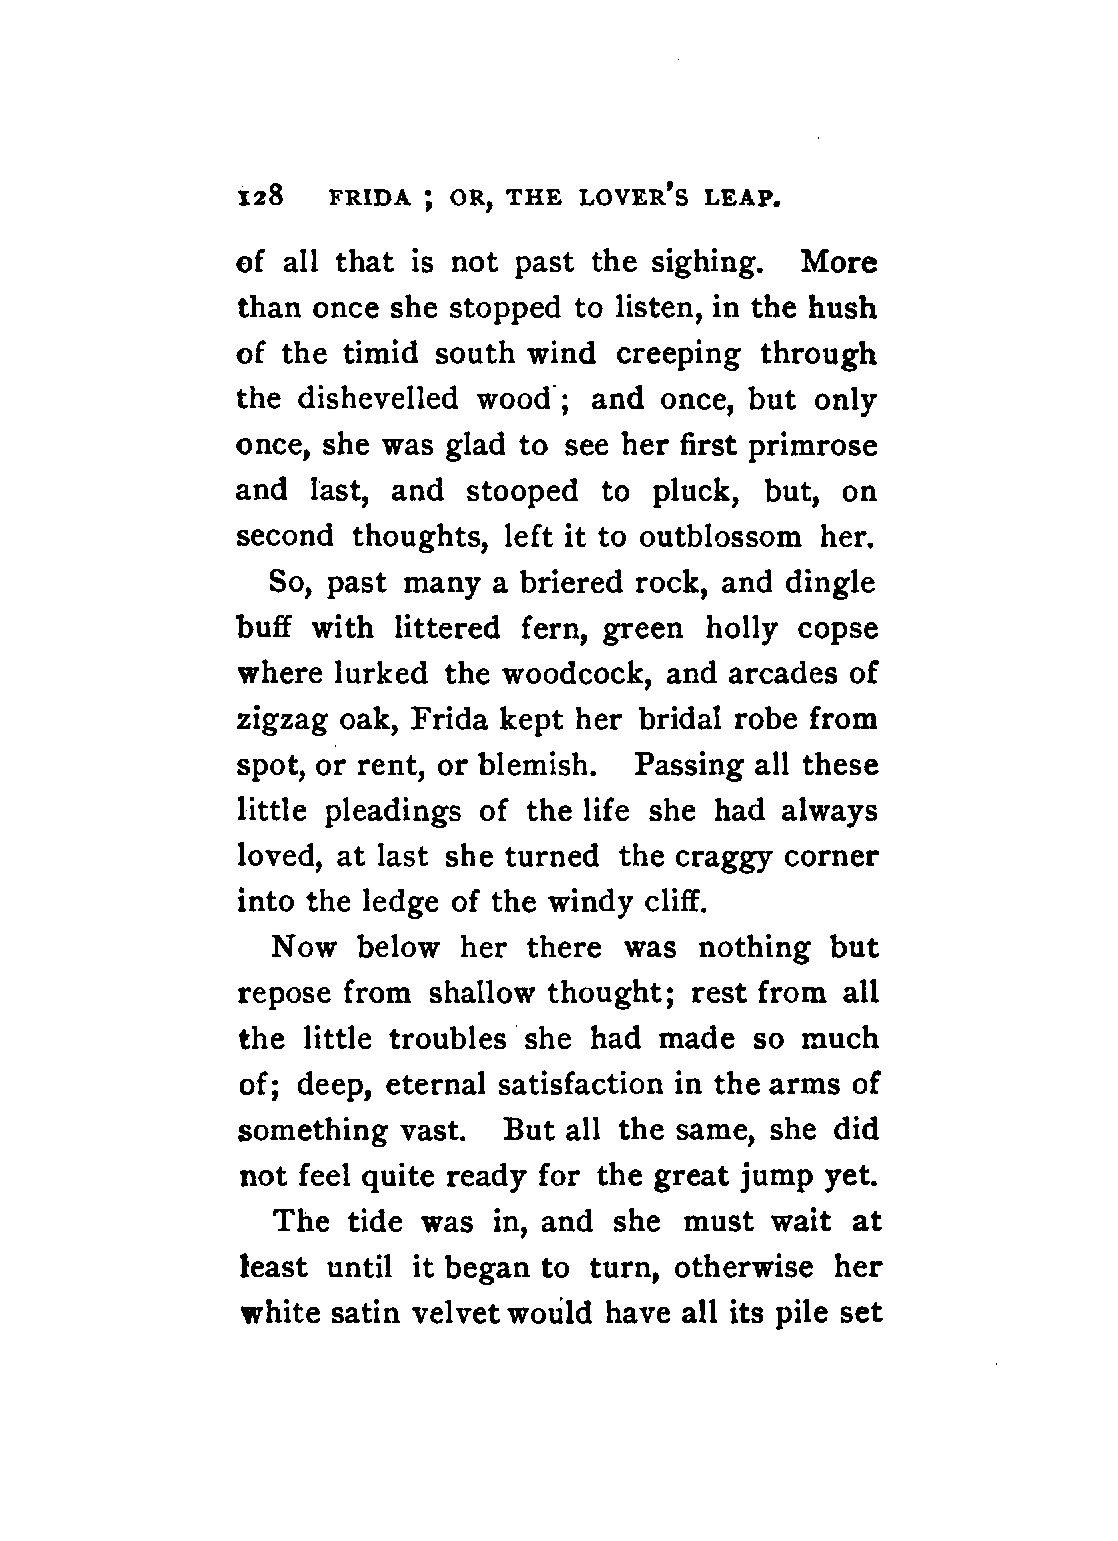 128 FRIDA ; OR, THE LOVER'S LEAP.
of all that is not past the sighing. More
than once she stopped to listen, in the hush
of the timid south wind creeping through
the dishevelled wood ; and once, but only
once, she was glad to see her first primrose
and last, and stooped to pluck, but, on
second thoughts, left it to outblossom her.
So, past many a briered rock, and dingle
buff with littered fern, green holly copse
where lurked the woodcock, and arcades of
zigzag oak, Frida kept her bridal robe from
spot, or rent, or blemish. Passing all these
little pleadings of the life she had always
loved, at last she turned the craggy corner
into the ledge of the windy cliff.
Now below her there was nothing but
repose from shallow thought; rest from all
the little troubles she had made so much
of; deep, eternal satisfaction in the arms of
something vast. But all the same, she did
not feel quite ready for the great jump yet.
The tide was in, and she must wait at
least until it began to turn, otherwise her
white satin velvet would have all its pile set